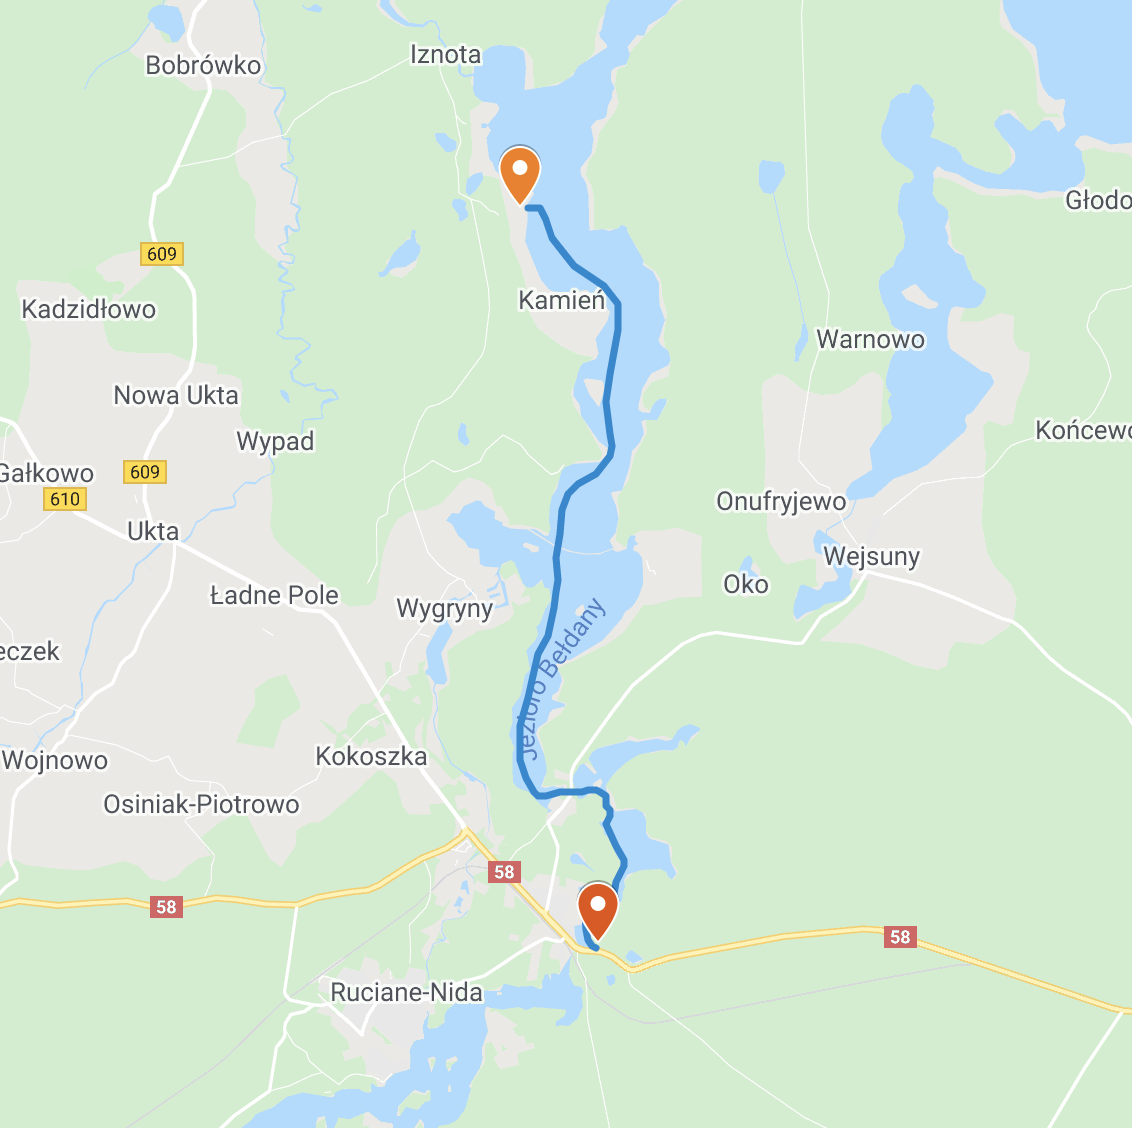 Iznota
Bobrówko
Głodo
609
Kamień
Kadzidłowo
Warnowo
Nowa Ukta
Wypad
Końcewo
Gałkowo
609
610
Onufryjewo
Ukta
Wejsuny
Oko
Ładne Pole
Wygryny
eczek
Jezioro Bełdany
Wojnowo
Kokoszka
Osiniak-Piotrowo
58
58
58
Ruciane-Nida